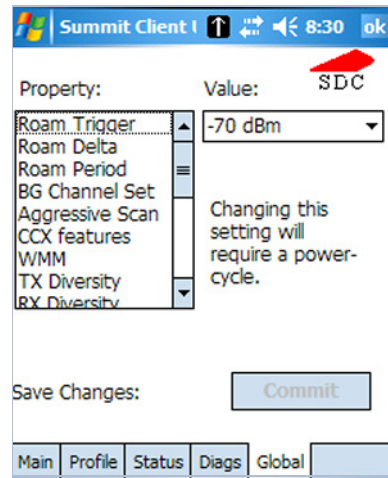 Summit Client 8:30 ok
SDC
Property:
Value:
Roam Trigger
Roam Delta
Roam Period
BG Channel Set
Aggressive Scan
CCX features
WMM
TX Diversity
RX Diversity
-70 dBm
Changing this
setting will
require a power-
cycle.
Save Changes:
Commit
Main Profile Status Diags Global